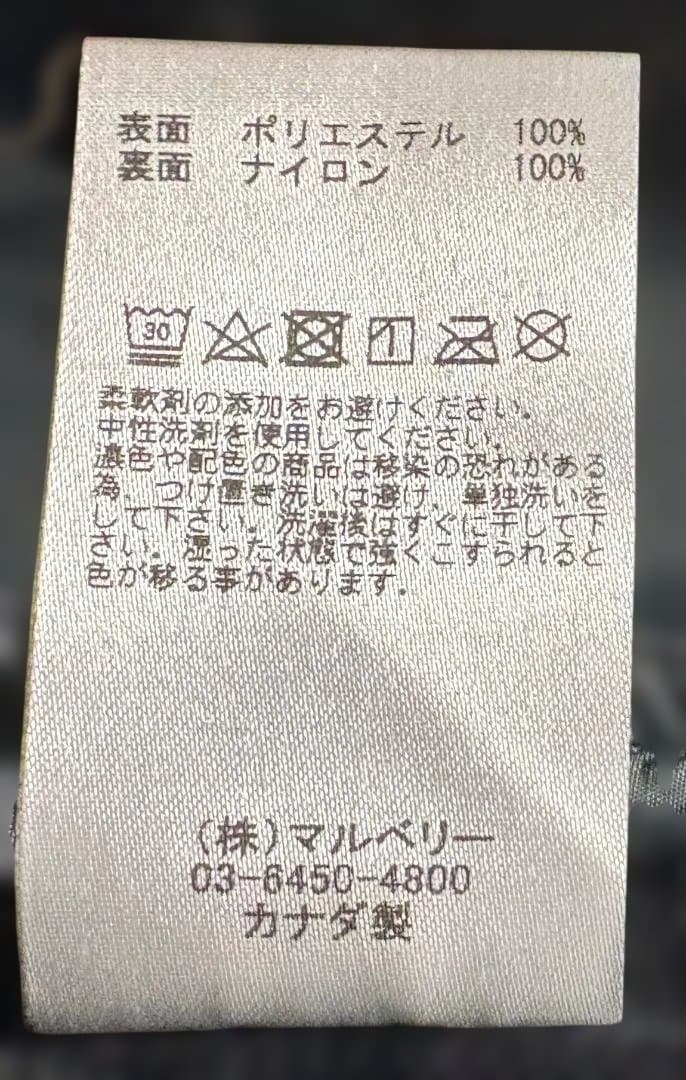 表面 ポリエステル 100%
裏面 ナイロン 100%
30
柔軟剤の添加をお避けください。
中性洗剤を使用してください。
濃色や配色の商品は移染の恐れがある
為、つけ置き洗いは避け、単独洗いを
して下さい。洗濯後はすぐに干して下
さい。湿った状態で強くこすられると
色が移る事があります。
(株)マルベリー
03-6450-4800
カナダ製